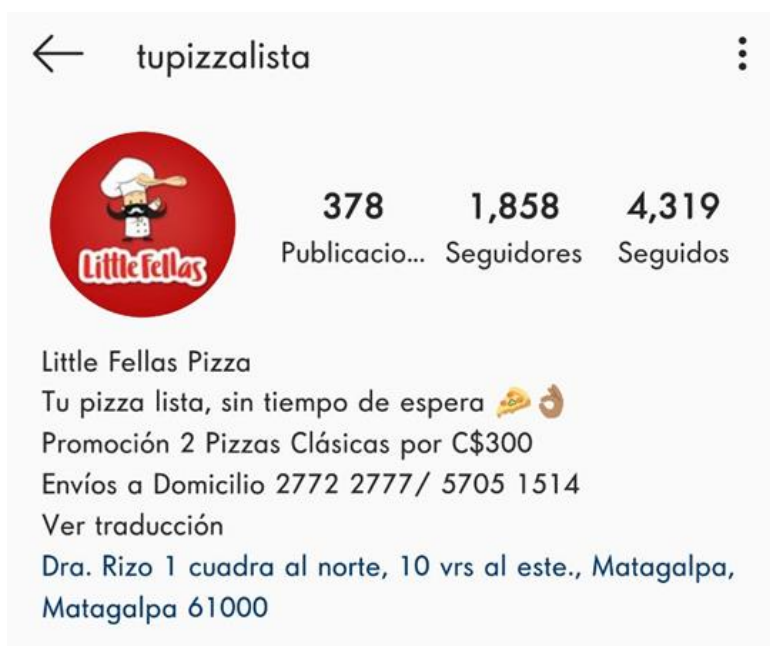 tupizzalista
378 1,858 4,319
Publicacio... Seguidores Seguidos
Little Fellas
Little Fellas Pizza
Tu pizza lista, sin tiempo de espera 🍕👌🏽
Promoción 2 Pizzas Clásicas por C$300
Envíos a Domicilio 2772 2777/ 5705 1514
Ver traducción
Dra. Rizo 1 cuadra al norte, 10 vrs al este., Matagalpa,
Matagalpa 61000